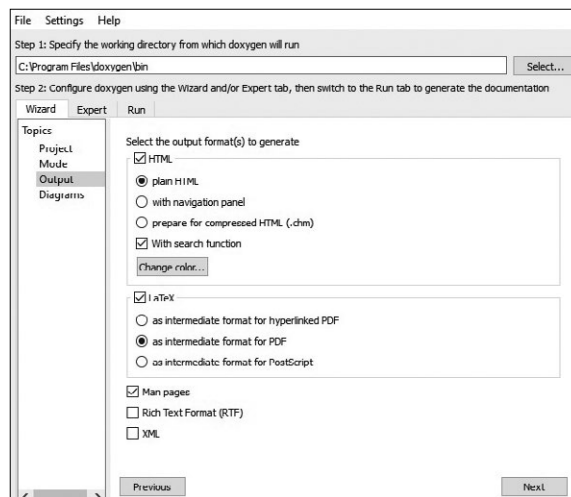 File Settings Help
Step 1: Specify the working directory from which doxygen will run
C:\Program Files\doxygen\bin
Select...
Step 2: Configure doxygen using the Wizard and/or Expert tab, then switch to the Run tab to generate the documentation
Wizard Expert Run
Topics
Project
Mode
Output
Diagrams
Select the output format(s) to generate
HTML
plain HTML
with navigation panel
prepare for compressed HTML (.chm)
With search function
Change color...
LaTeX
as intermediate format for hyperlinked PDF
as intermediate format for PDF
as intermediate format for PostScript
Man pages
Rich Text Format (RTF)
XML
Previous Next